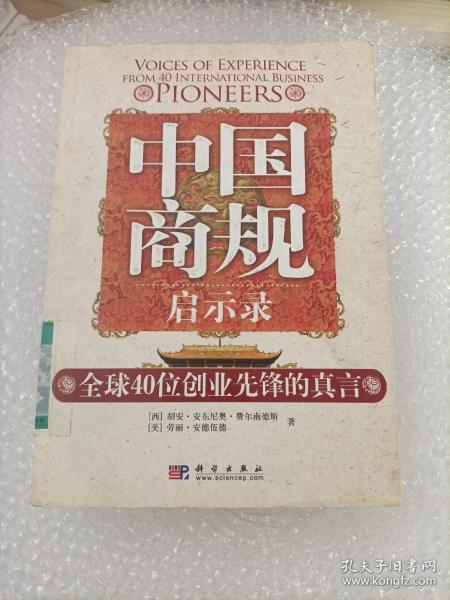 VOICES OF EXPERIENCE
FROM 40 INTERNATIONAL BUSINESS
PIONEERS
中国
商规
启示录
全球40位创业先锋的真言
[西] 胡安·安东尼奥·费尔南德斯
[美] 劳丽·安德伍德
著
科学出版社
www.sciencep.com
孔夫子旧书网
www.kongfz.com